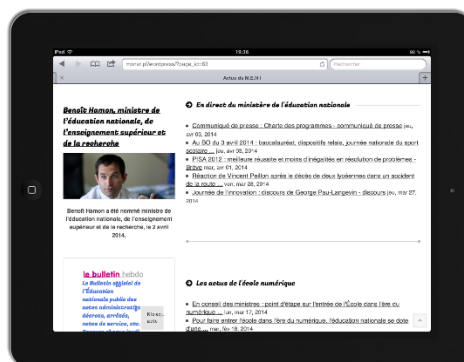 iPad
19:36
monor.pl/wordpress/?page_id=63
Rechercher
Actus du M.E.N I
Benoît Hamon, ministre de
l'éducation nationale, de
l'enseignement supérieur et
de la recherche
Benoît Hamon a été nommé ministre de
l'éducation nationale, de l'enseignement
supérieur et de la recherche, le 2 avril
2014.
le bulletin hebdo
Le Bulletin officiel de
l'Éducation
nationale publie des
actes administratifs :
décrets, arrêtés,
notes de service, etc.
En direct du ministère de l'éducation nationale
Communiqué de presse : Charte des programmes - communiqué de presse jeu,
avr 03, 2014
Au BO du 3 avril 2014 : baccalauréat, dispositifs relais, journée nationale du sport
scolaire ... jeu, avr 03, 2014
PISA 2012 : meilleure réussite et moins d'inégalités en résolution de problèmes -
Brève mar, avr 01, 2014
Réaction de Vincent Peillon après le décès de deux lycéennes dans un accident
de la route ... ven, mar 28, 2014
Journée de l'innovation : discours de George Pau-Langevin - discours jeu, mar 27,
2014
Les actus de l'école numérique
En conseil des ministres : point d'étape sur l'entrée de l'École dans l'ère du
numérique ... lun, mar 17, 2014
Pour faire entrer l'école dans l'ère du numérique, l'éducation nationale se dote
d'ate ... mar, fév 18, 2014